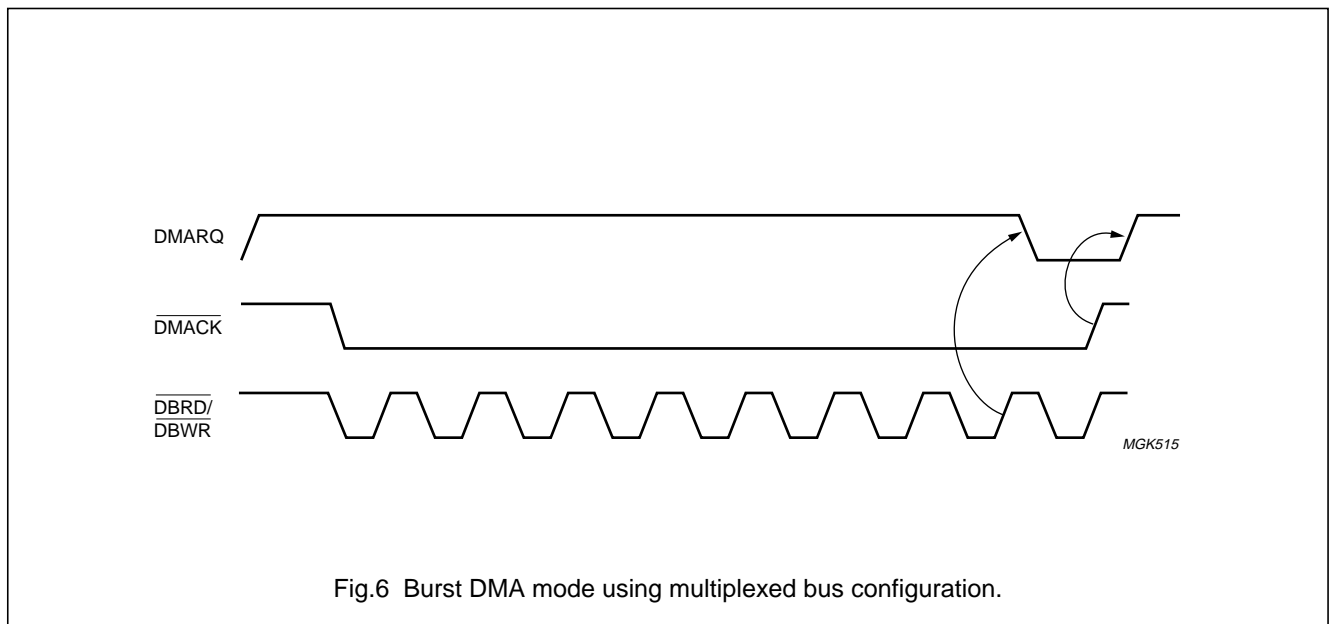 DMARQ
DMACK
DBRD/
DBWR
MGK515
Fig.6 Burst DMA mode using multiplexed bus configuration.